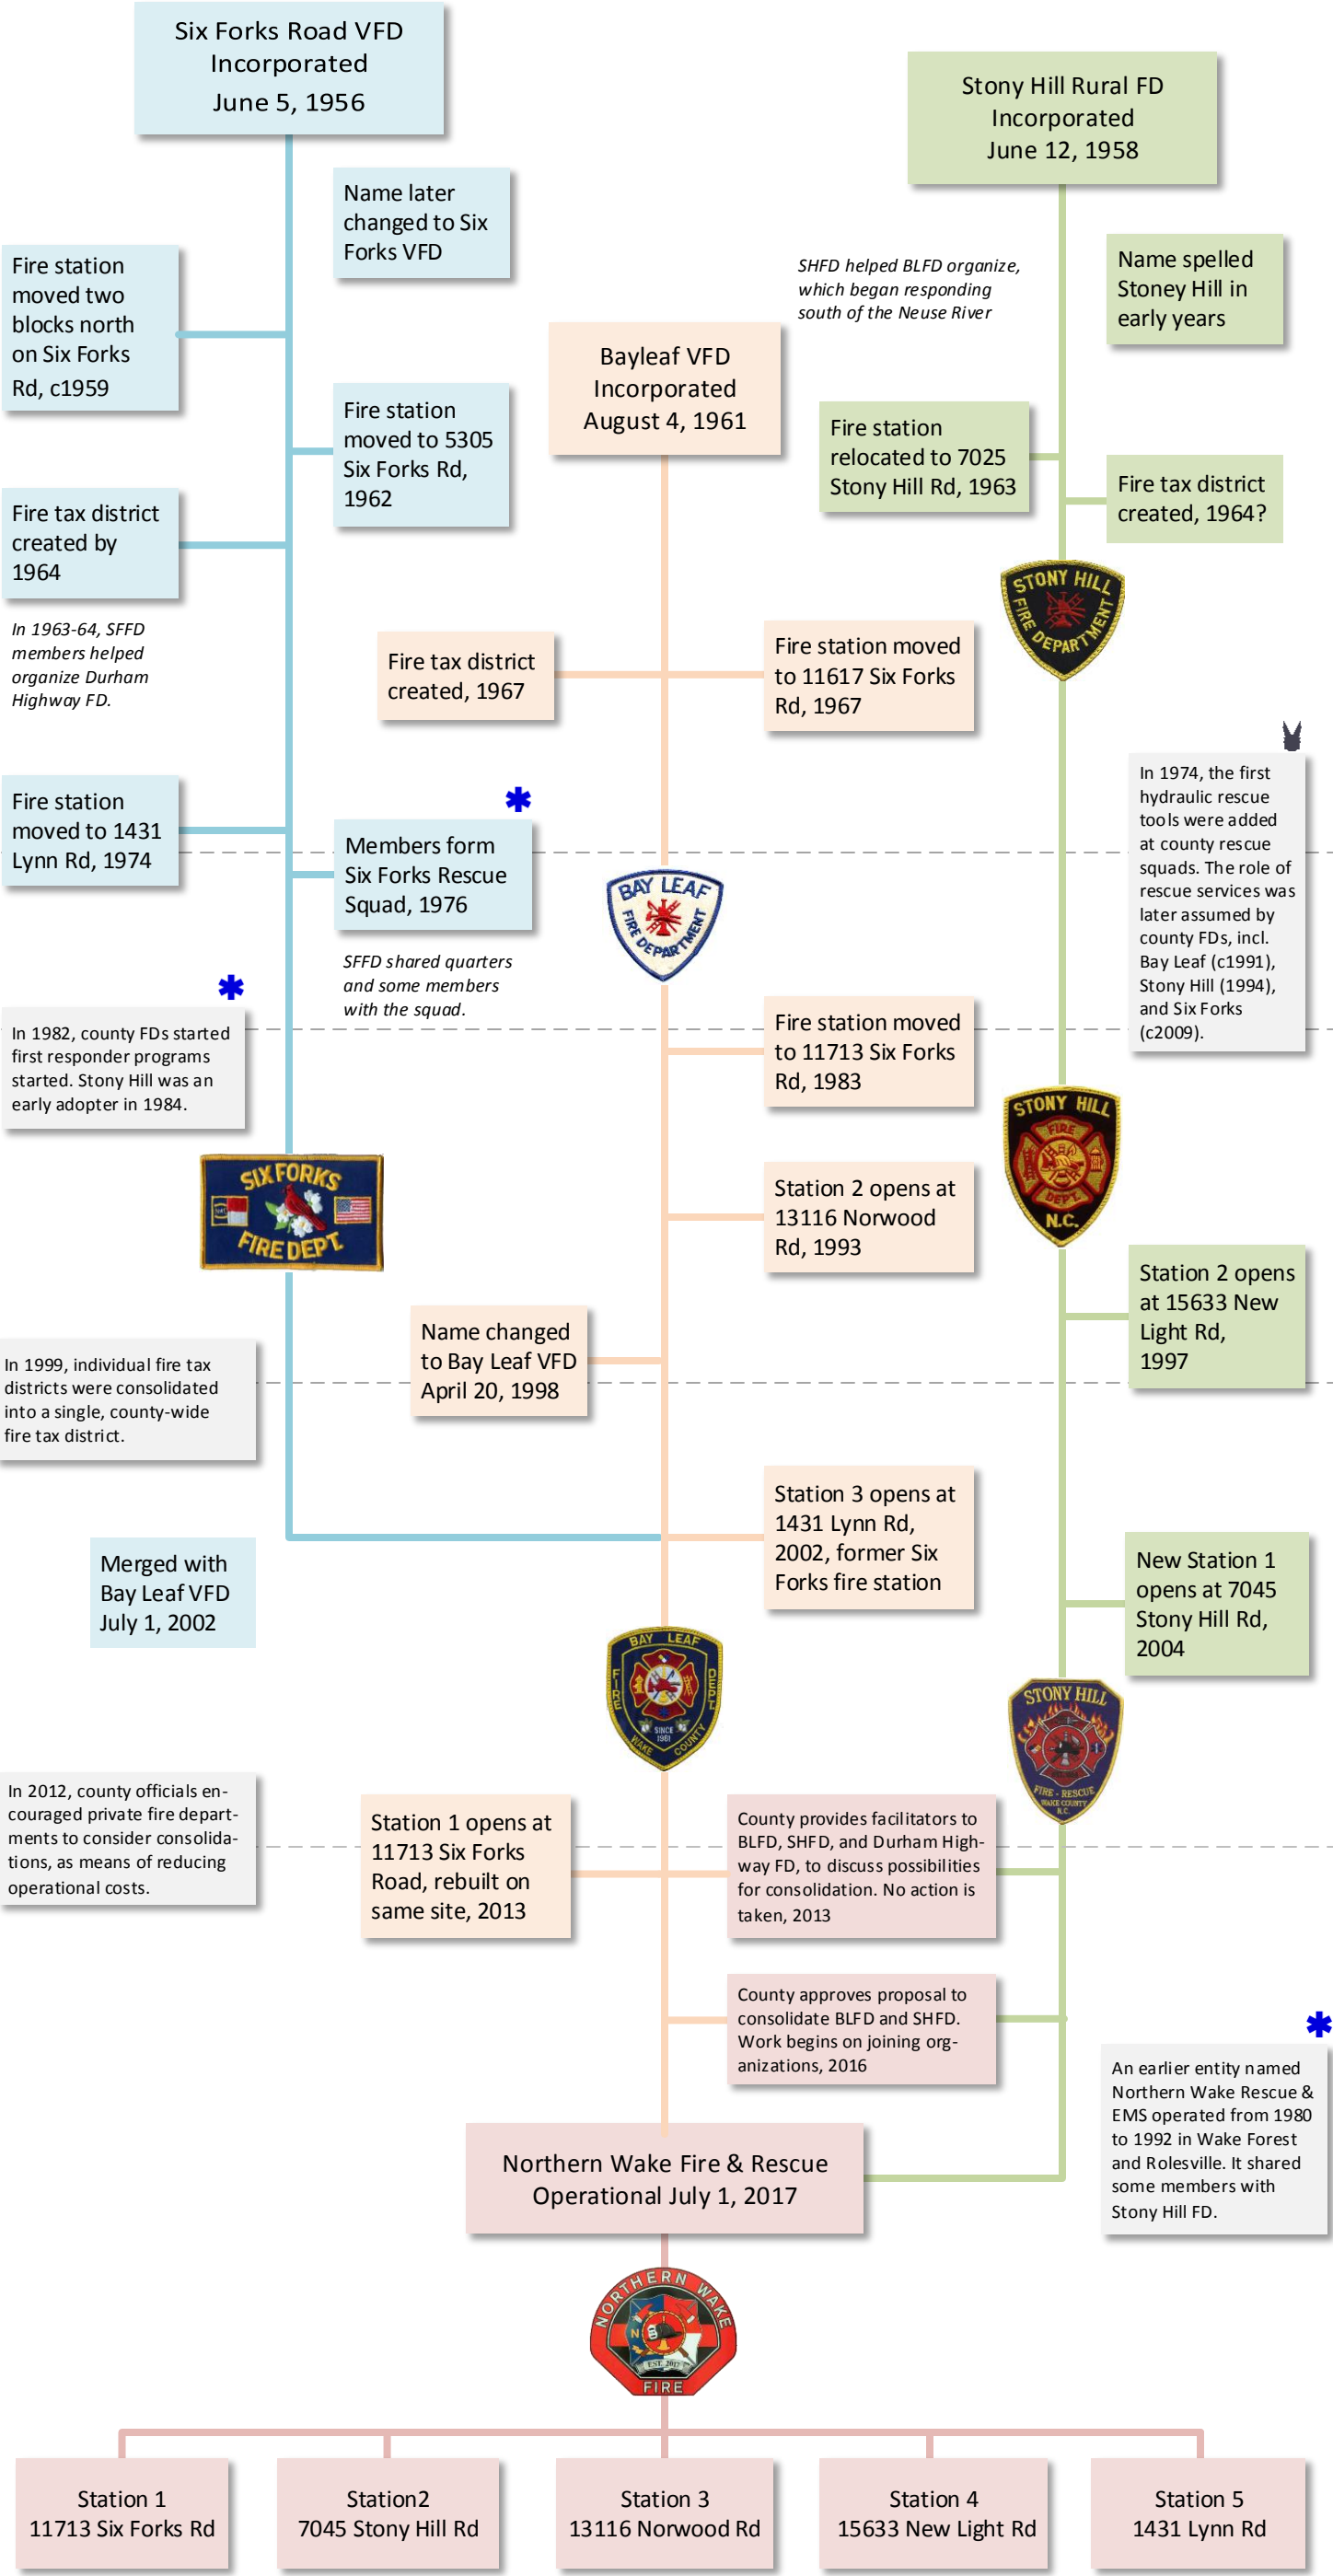 Six Forks Road VFD
Incorporated
June 5, 1956
Stony Hill Rural FD
Incorporated
June 12, 1958
Name later
changed to Six
Forks VFD
Fire station
moved two
blocks north
on Six Forks
Rd, c1959
SHFD helped BLFD organize,
which began responding
south of the Neuse River
Name spelled
Stoney Hill in
early years
Bayleaf VFD
Incorporated
August 4, 1961
Fire station
moved to 5305
Six Forks Rd,
1962
Fire station
relocated to 7025
Stony Hill Rd, 1963
Fire tax district
created, 1964?
Fire tax district
created by
1964
In 1963-64, SFFD
members helped
organize Durham
Highway FD.
STONY HILL
FIRE DEPARTMENT
Fire tax district
created, 1967
Fire station moved
to 11617 Six Forks
Rd, 1967
Fire station
moved to 1431
Lynn Rd, 1974
Members form
Six Forks Rescue
Squad, 1976
SFFD shared quarters
and some members
with the squad.
BAY LEAF
FIRE DEPARTMENT
In 1974, the first
hydraulic rescue
tools were added
at county rescue
squads. The role of
rescue services was
later assumed by
county FDs, incl.
Bay Leaf (c1991),
Stony Hill (1994),
and Six Forks
(c2009).
In 1982, county FDs started
first responder programs
started. Stony Hill was an
early adopter in 1984.
Fire station moved
to 11713 Six Forks
Rd, 1983
STONY HILL
FIRE
DEPT.
N.C.
SIX FORKS
FIRE DEPT.
Station 2 opens at
13116 Norwood
Rd, 1993
Station 2 opens
at 15633 New
Light Rd,
1997
Name changed
to Bay Leaf VFD
April 20, 1998
In 1999, individual fire tax
districts were consolidated
into a single, county-wide
fire tax district.
Station 3 opens at
1431 Lynn Rd,
2002, former Six
Forks fire station
Merged with
Bay Leaf VFD
July 1, 2002
New Station 1
opens at 7045
Stony Hill Rd,
2004
BAY LEAF
FIRE
DEPT
SINCE
1961
WAKE COUNTY
STONY HILL
FIRE - RESCUE
WAKE COUNTY
N.C.
In 2012, county officials en-
couraged private fire depart-
ments to consider consolida-
tions, as means of reducing
operational costs.
Station 1 opens at
11713 Six Forks
Road, rebuilt on
same site, 2013
County provides facilitators to
BLFD, SHFD, and Durham High-
way FD, to discuss possibilities
for consolidation. No action is
taken, 2013
County approves proposal to
consolidate BLFD and SHFD.
Work begins on joining org-
anizations, 2016
An earlier entity named
Northern Wake Rescue &
EMS operated from 1980
to 1992 in Wake Forest
and Rolesville. It shared
some members with
Stony Hill FD.
Northern Wake Fire & Rescue
Operational July 1, 2017
NORTHERN WAKE
N
EST. 2017
FIRE
Station 1
11713 Six Forks Rd
Station2
7045 Stony Hill Rd
Station 3
13116 Norwood Rd
Station 4
15633 New Light Rd
Station 5
1431 Lynn Rd